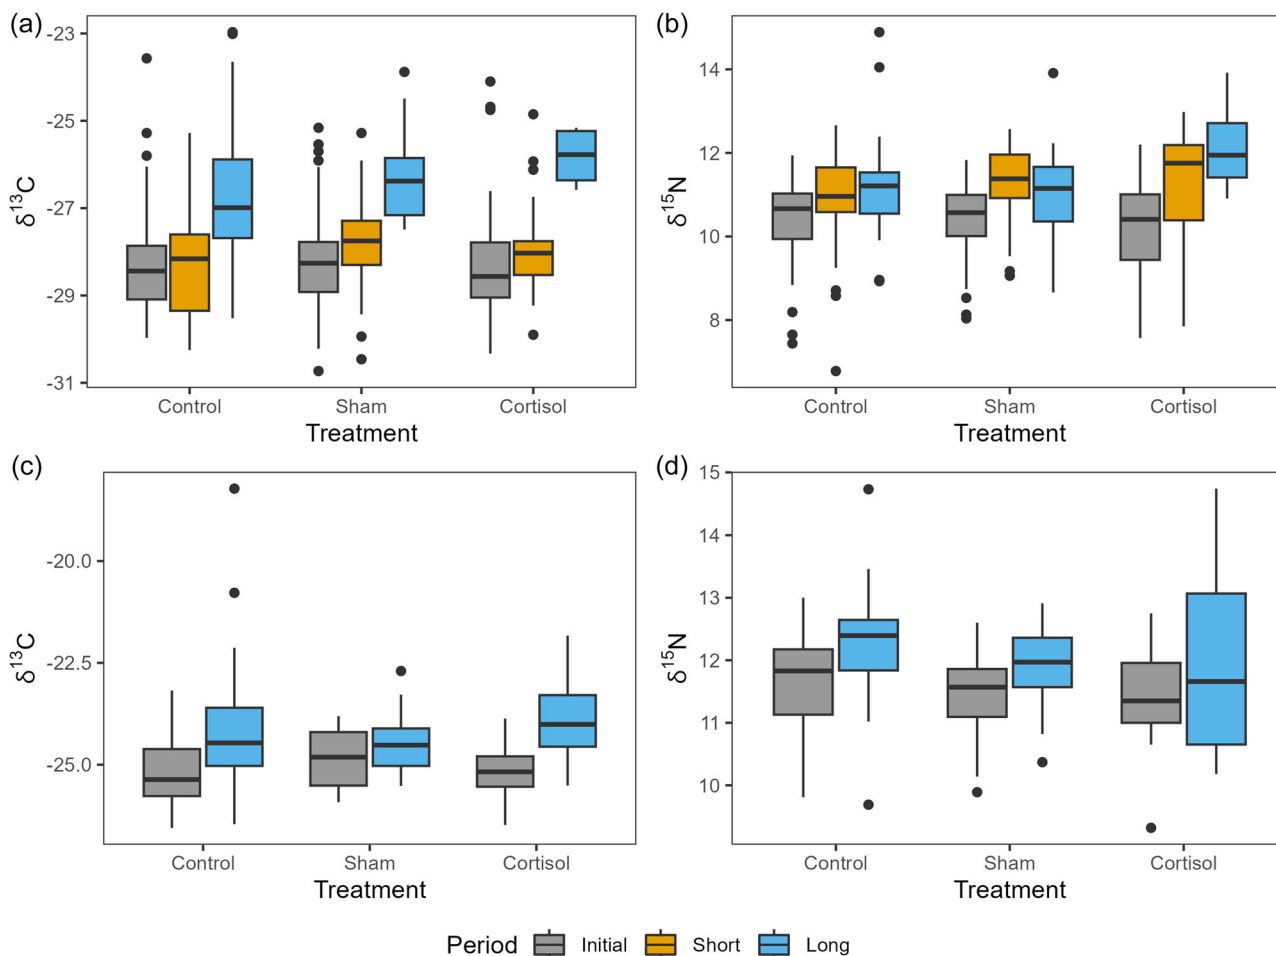 (a)
-23
-25
-27
-29
-31
δ¹³C
Control Sham Cortisol
Treatment
(b)
14
12
10
8
δ¹⁵N
Control Sham Cortisol
Treatment
(c)
-20.0
-22.5
-25.0
δ¹³C
Control Sham Cortisol
Treatment
(d)
15
14
13
12
11
10
δ¹⁵N
Control Sham Cortisol
Treatment
Period Initial Short Long